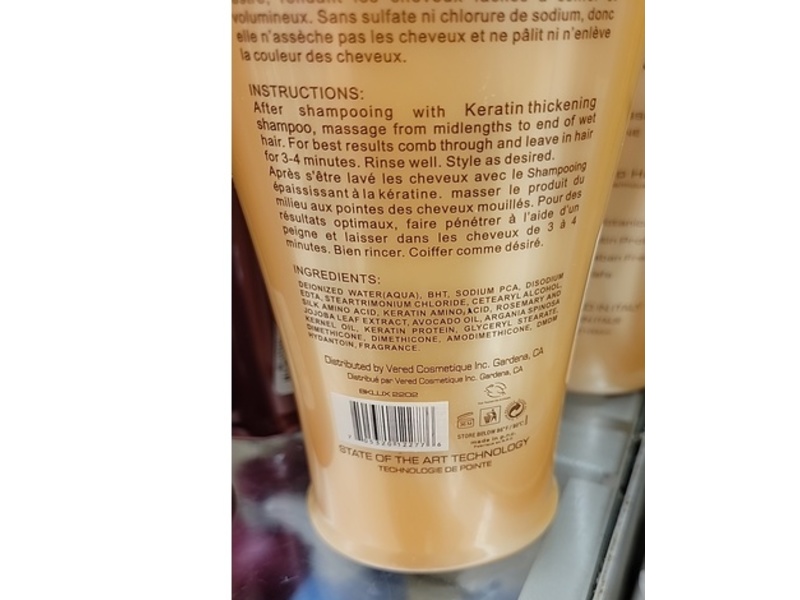 volumineux. Sans sulfate ni chlorure de sodium, donc
elle n'assèche pas les cheveux et ne pâlit ni n'enlève
la couleur des cheveux.
INSTRUCTIONS:
After shampooing with Keratin thickening
shampoo, massage from midlengths to end of wet
hair. For best results comb through and leave in hair
for 3-4 minutes. Rinse well. Style as desired.
Après s'être lavé les cheveux avec le Shampooing
épaississant à la kératine. masser le produit du
milieu aux pointes des cheveux mouillés. Pour des
résultats optimaux, faire pénétrer à l'aide d'un
peigne et laisser dans les cheveux de 3 à 4
minutes. Bien rincer. Coiffer comme désiré.
INGREDIENTS:
DEIONIZED WATER(AQUA), BHT, SODIUM PCA, DISODIUM
EDTA, STEARTRIMONIUM CHLORIDE, CETEARYL ALCOHOL,
SILK AMINO ACID, KERATIN AMINO ACID, ROSEMARY AND
JOJOBA LEAF EXTRACT, AVOCADO OIL, ARGANIA SPINOSA
KERNEL OIL, KERATIN PROTEIN, GLYCERYL STEARATE,
DIMETHICONE, DIMETHICONE, AMODIMETHICONE, DMDM
HYDANTOIN, FRAGRANCE.
Distributed by Vered Cosmetique Inc. Gardena, CA
Distribué par Vered Cosmetique Inc. Gardena, CA
BKLUX 2202
STATE OF THE ART TECHNOLOGY
TECHNOLOGIE DE POINTE